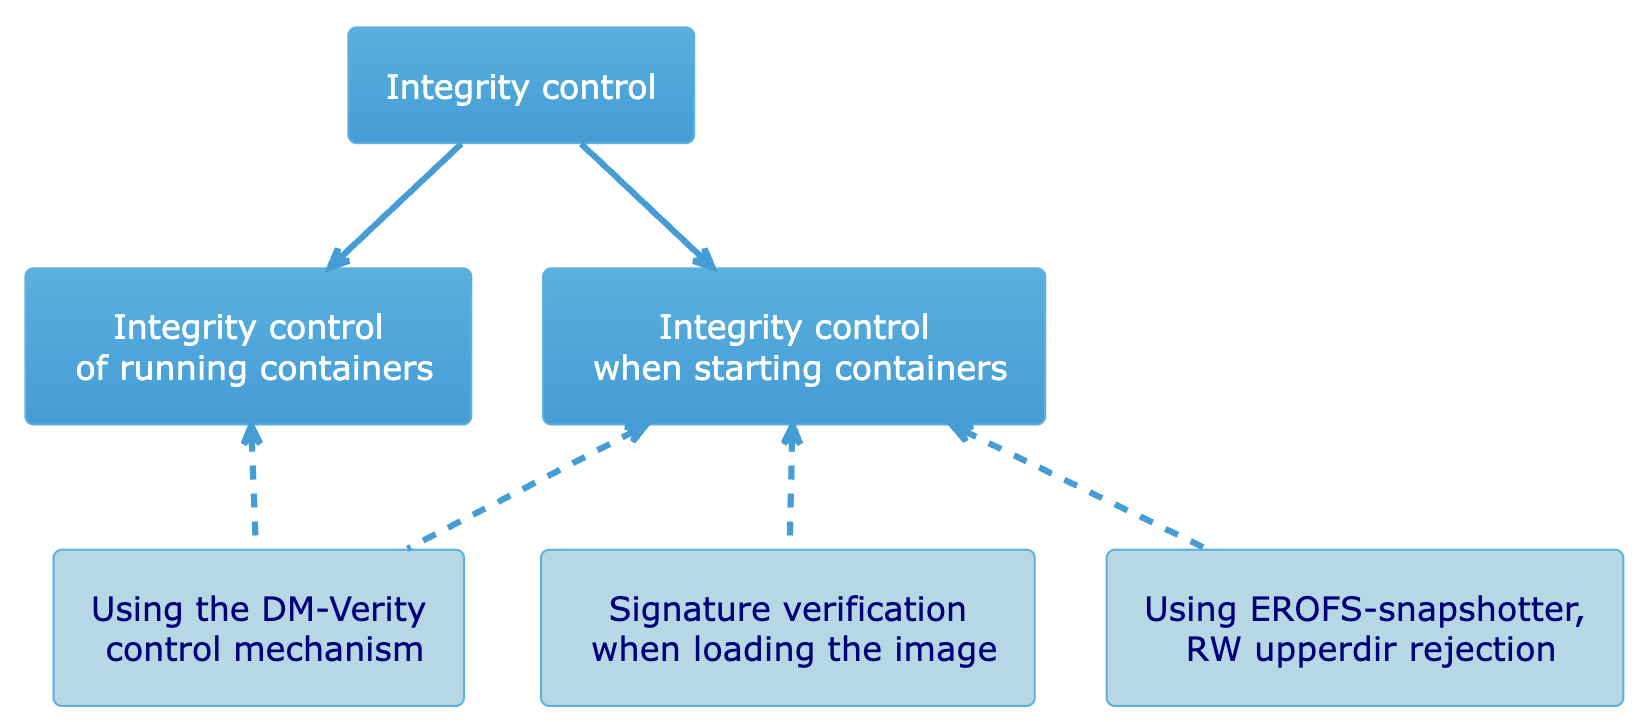 Integrity control
Integrity control
of running containers
Integrity control
when starting containers
Using the DM-Verity
control mechanism
Signature verification
when loading the image
Using EROFS-snapshotter,
RW upperdir rejection